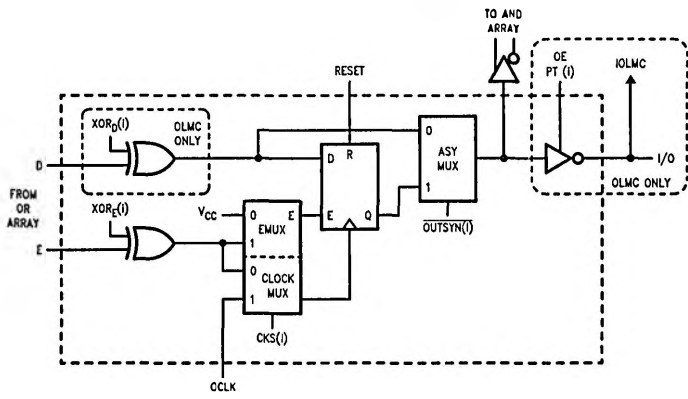 TO AND
ARRAY
OE
PT (i)
IOLMC
RESET
XORD(i)
OLMC
ONLY
D
D
R
0
ASY
MUX
1
I/O
OLMC ONLY
FROM
OR
ARRAY
XORE(i)
VCC
0
E
EMUX
1
E
Q
OUTSYN(i)
E
0
CLOCK
MUX
1
CKS(i)
OCLK